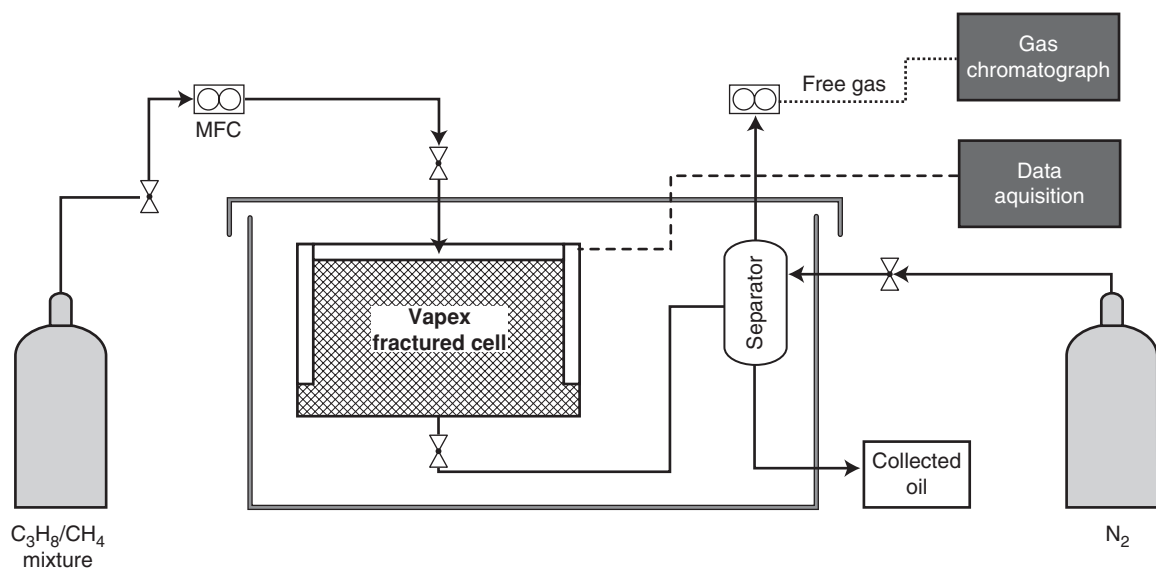 Gas
chromatograph
Free gas
MFC
Data
aquisition
Vapex
fractured cell
Separator
Collected
oil
C₃H₈/CH₄
mixture
N₂